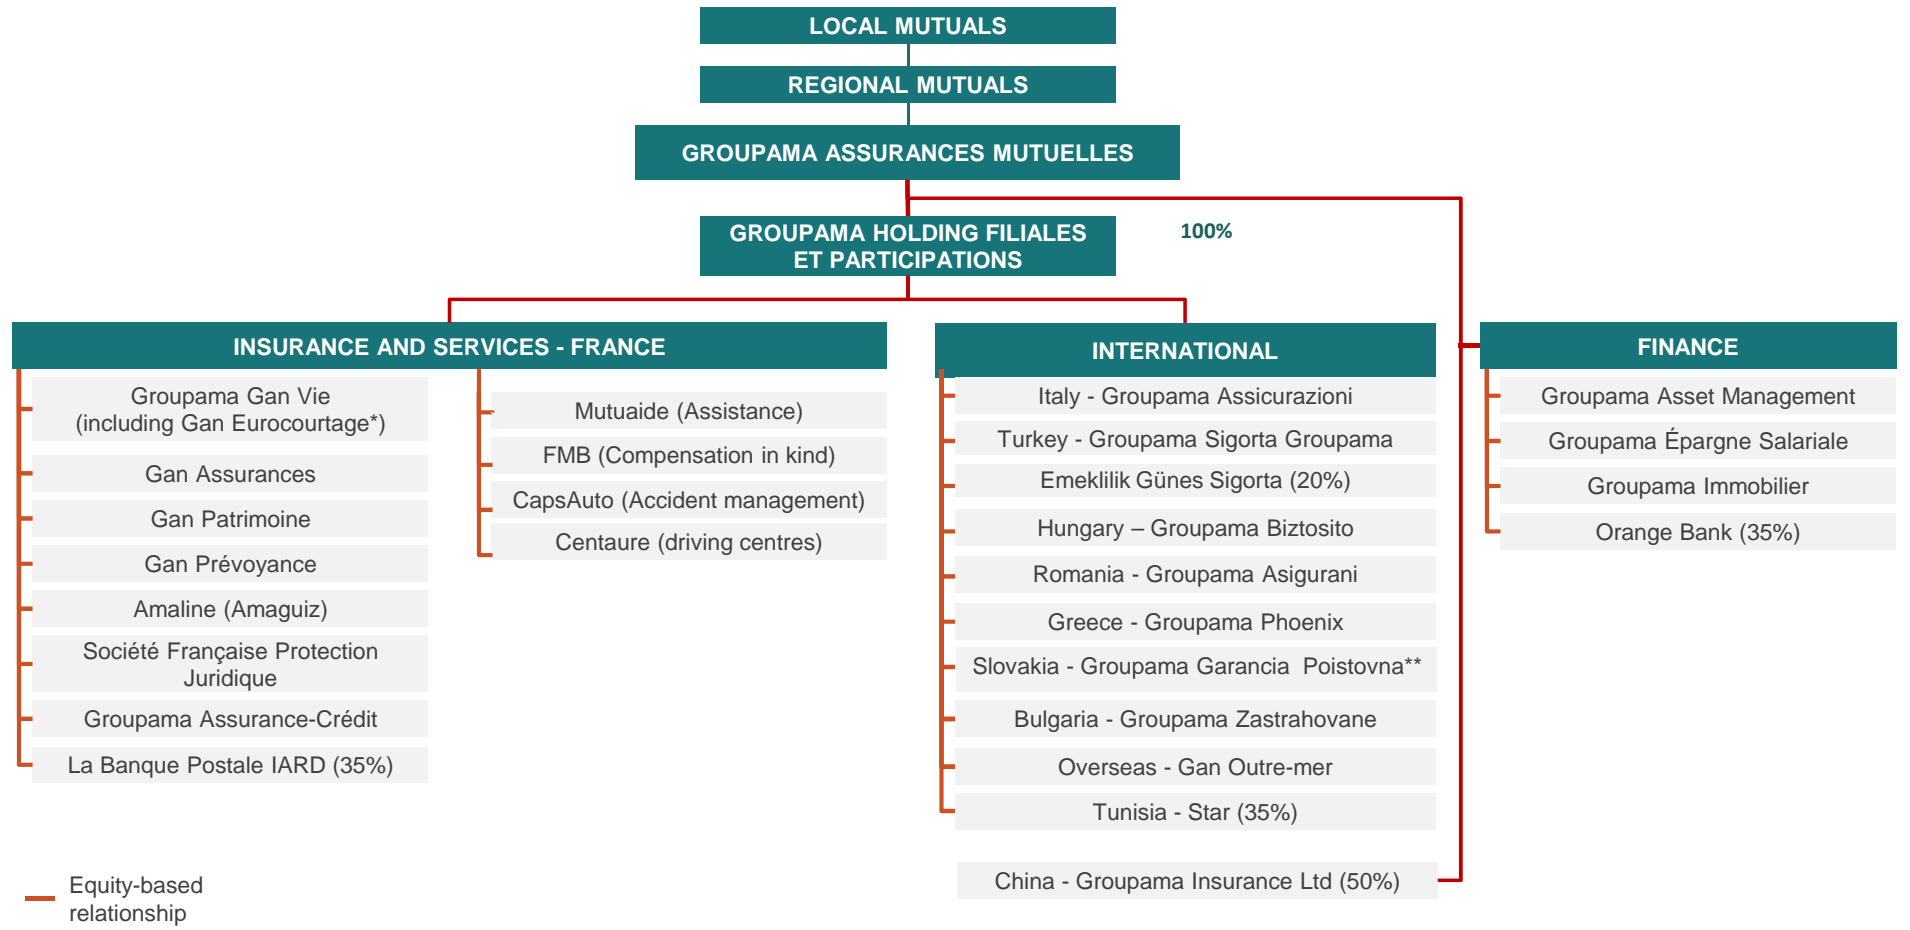 LOCAL MUTUALS
REGIONAL MUTUALS
GROUPAMA ASSURANCES MUTUELLES
GROUPAMA HOLDING FILIALES
ET PARTICIPATIONS
100%
INSURANCE AND SERVICES - FRANCE
Groupama Gan Vie
(including Gan Eurocourtage*)
Gan Assurances
Gan Patrimoine
Gan Prévoyance
Amaline (Amaguiz)
Société Française Protection
Juridique
Groupama Assurance-Crédit
La Banque Postale IARD (35%)
Mutuaide (Assistance)
FMB (Compensation in kind)
CapsAuto (Accident management)
Centaure (driving centres)
INTERNATIONAL
Italy - Groupama Assicurazioni
Turkey - Groupama Sigorta Groupama
Emeklilik Günes Sigorta (20%)
Hungary – Groupama Biztosito
Romania - Groupama Asigurani
Greece - Groupama Phoenix
Slovakia - Groupama Garancia  Poistovna**
Bulgaria - Groupama Zastrahovane
Overseas - Gan Outre-mer
Tunisia - Star (35%)
China - Groupama Insurance Ltd (50%)
FINANCE
Groupama Asset Management
Groupama Épargne Salariale
Groupama Immobilier
Orange Bank (35%)
Equity-based
relationship